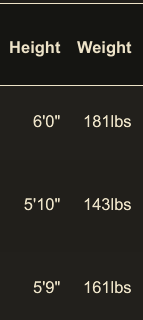 Height Weight
6'0" 181lbs
5'10" 143lbs
5'9" 161lbs